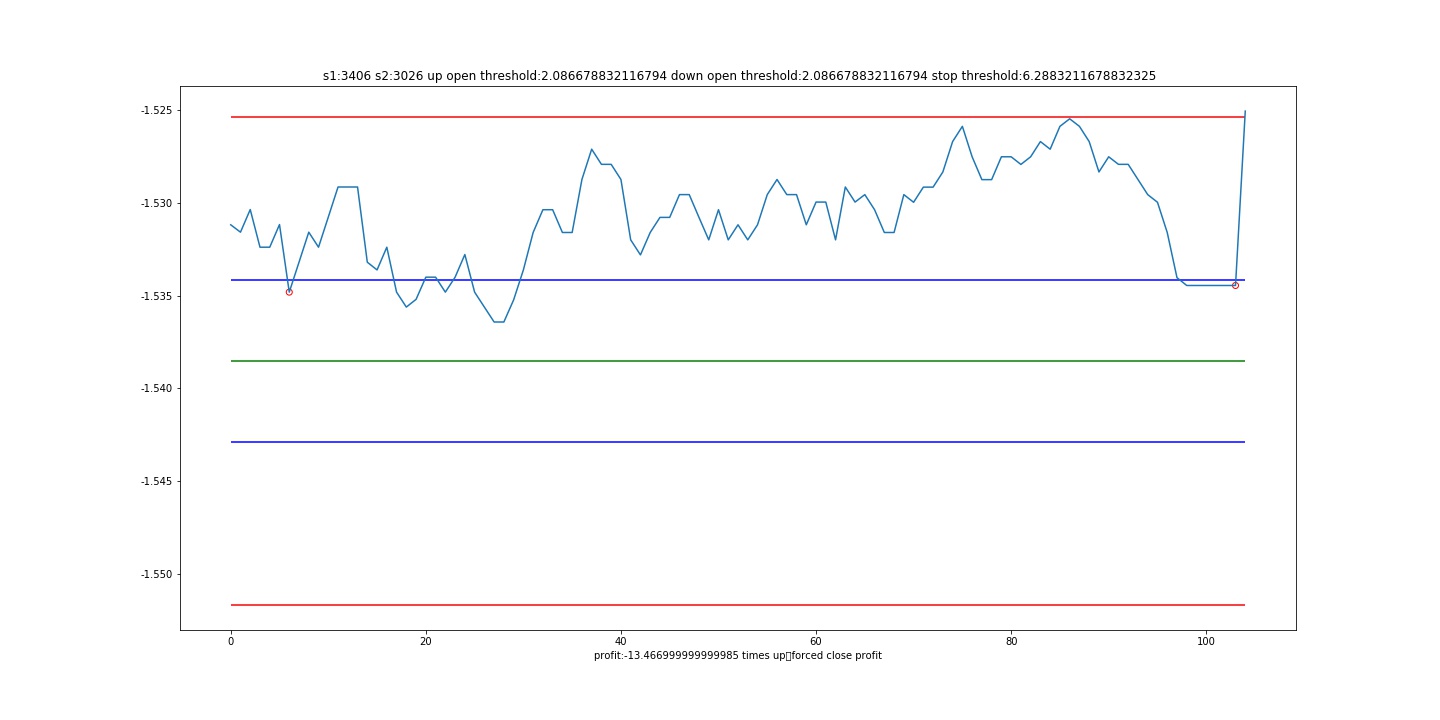 s1:3406 s2:3026 up open threshold:2.086678832116794 down open threshold:2.086678832116794 stop threshold:6.2883211678832325
-1.525
-1.530
-1.535
-1.540
-1.545
-1.550
0 20 40 60 80 100
profit:-13.466999999999985 times up▯forced close profit